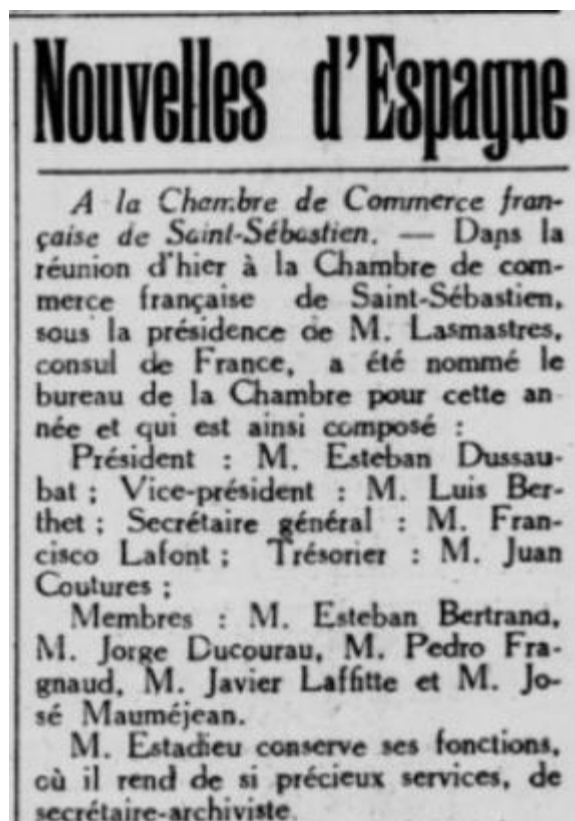 Nouvelles d'Espagne
A la Chambre de Commerce fran-
çaise de Saint-Sébastien. — Dans la
réunion d'hier à la Chambre de com-
merce française de Saint-Sébastien,
sous la présidence de M. Lasmastres,
consul de France, a été nommé le
bureau de la Chambre pour cette an-
née et qui est ainsi composé :
Président : M. Esteban Dussau-
bat ; Vice-président : M. Luis Ber-
thet ; Secrétaire général : M. Fran-
cisco Lafont ; Trésorier : M. Juan
Coutures ;
Membres : M. Esteban Bertrand,
M. Jorge Ducourau, M. Pedro Fra-
gnaud, M. Javier Laffitte et M. Jo-
sé Mauméjean.
M. Estadieu conserve ses fonctions,
où il rend de si précieux services, de
secrétaire-archiviste.